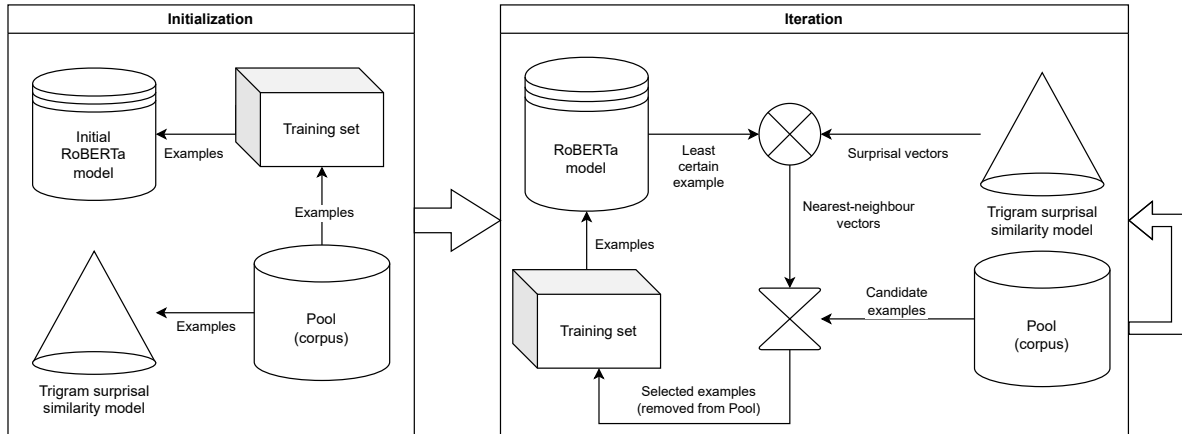 Initialization
Initial
RoBERTa
model
Examples
Training set
Examples
Trigram surprisal
similarity model
Examples
Pool
(corpus)
Iteration
RoBERTa
model
Least
certain
example
Surprisal vectors
Trigram surprisal
similarity model
Nearest-neighbour
vectors
Examples
Training set
Candidate
examples
Pool
(corpus)
Selected examples
(removed from Pool)